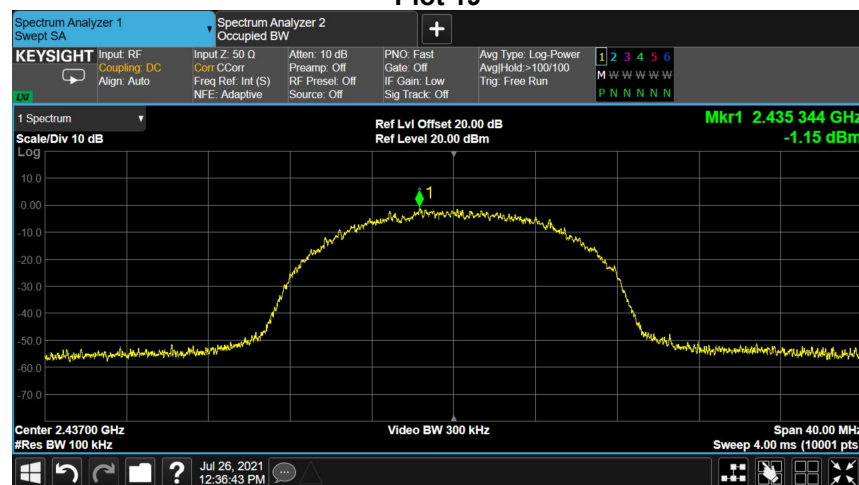 Plot 19
Spectrum Analyzer 1
Swept SA
Spectrum Analyzer 2
Occupied BW
KEYSIGHT
LXI
Input: RF
Coupling: DC
Align: Auto
Input Z: 50 Ω
Corr CCorr
Freq Ref: Int (S)
NFE: Adaptive
Atten: 10 dB
Preamp: Off
RF Presel: Off
Source: Off
PNO: Fast
Gate: Off
IF Gain: Low
Sig Track: Off
Avg Type: Log-Power
Avg|Hold:>100/100
Trig: Free Run
1 2 3 4 5 6
M W W W W W
P N N N N N
1 Spectrum
Scale/Div 10 dB
Log
Ref Lvl Offset 20.00 dB
Ref Level 20.00 dBm
Mkr1 2.435 344 GHz
-1.15 dBm
1
10.0
0.00
-10.0
-20.0
-30.0
-40.0
-50.0
-60.0
-70.0
Center 2.43700 GHz
#Res BW 100 kHz
Video BW 300 kHz
Span 40.00 MHz
Sweep 4.00 ms (10001 pts
?
Jul 26, 2021
12:36:43 PM